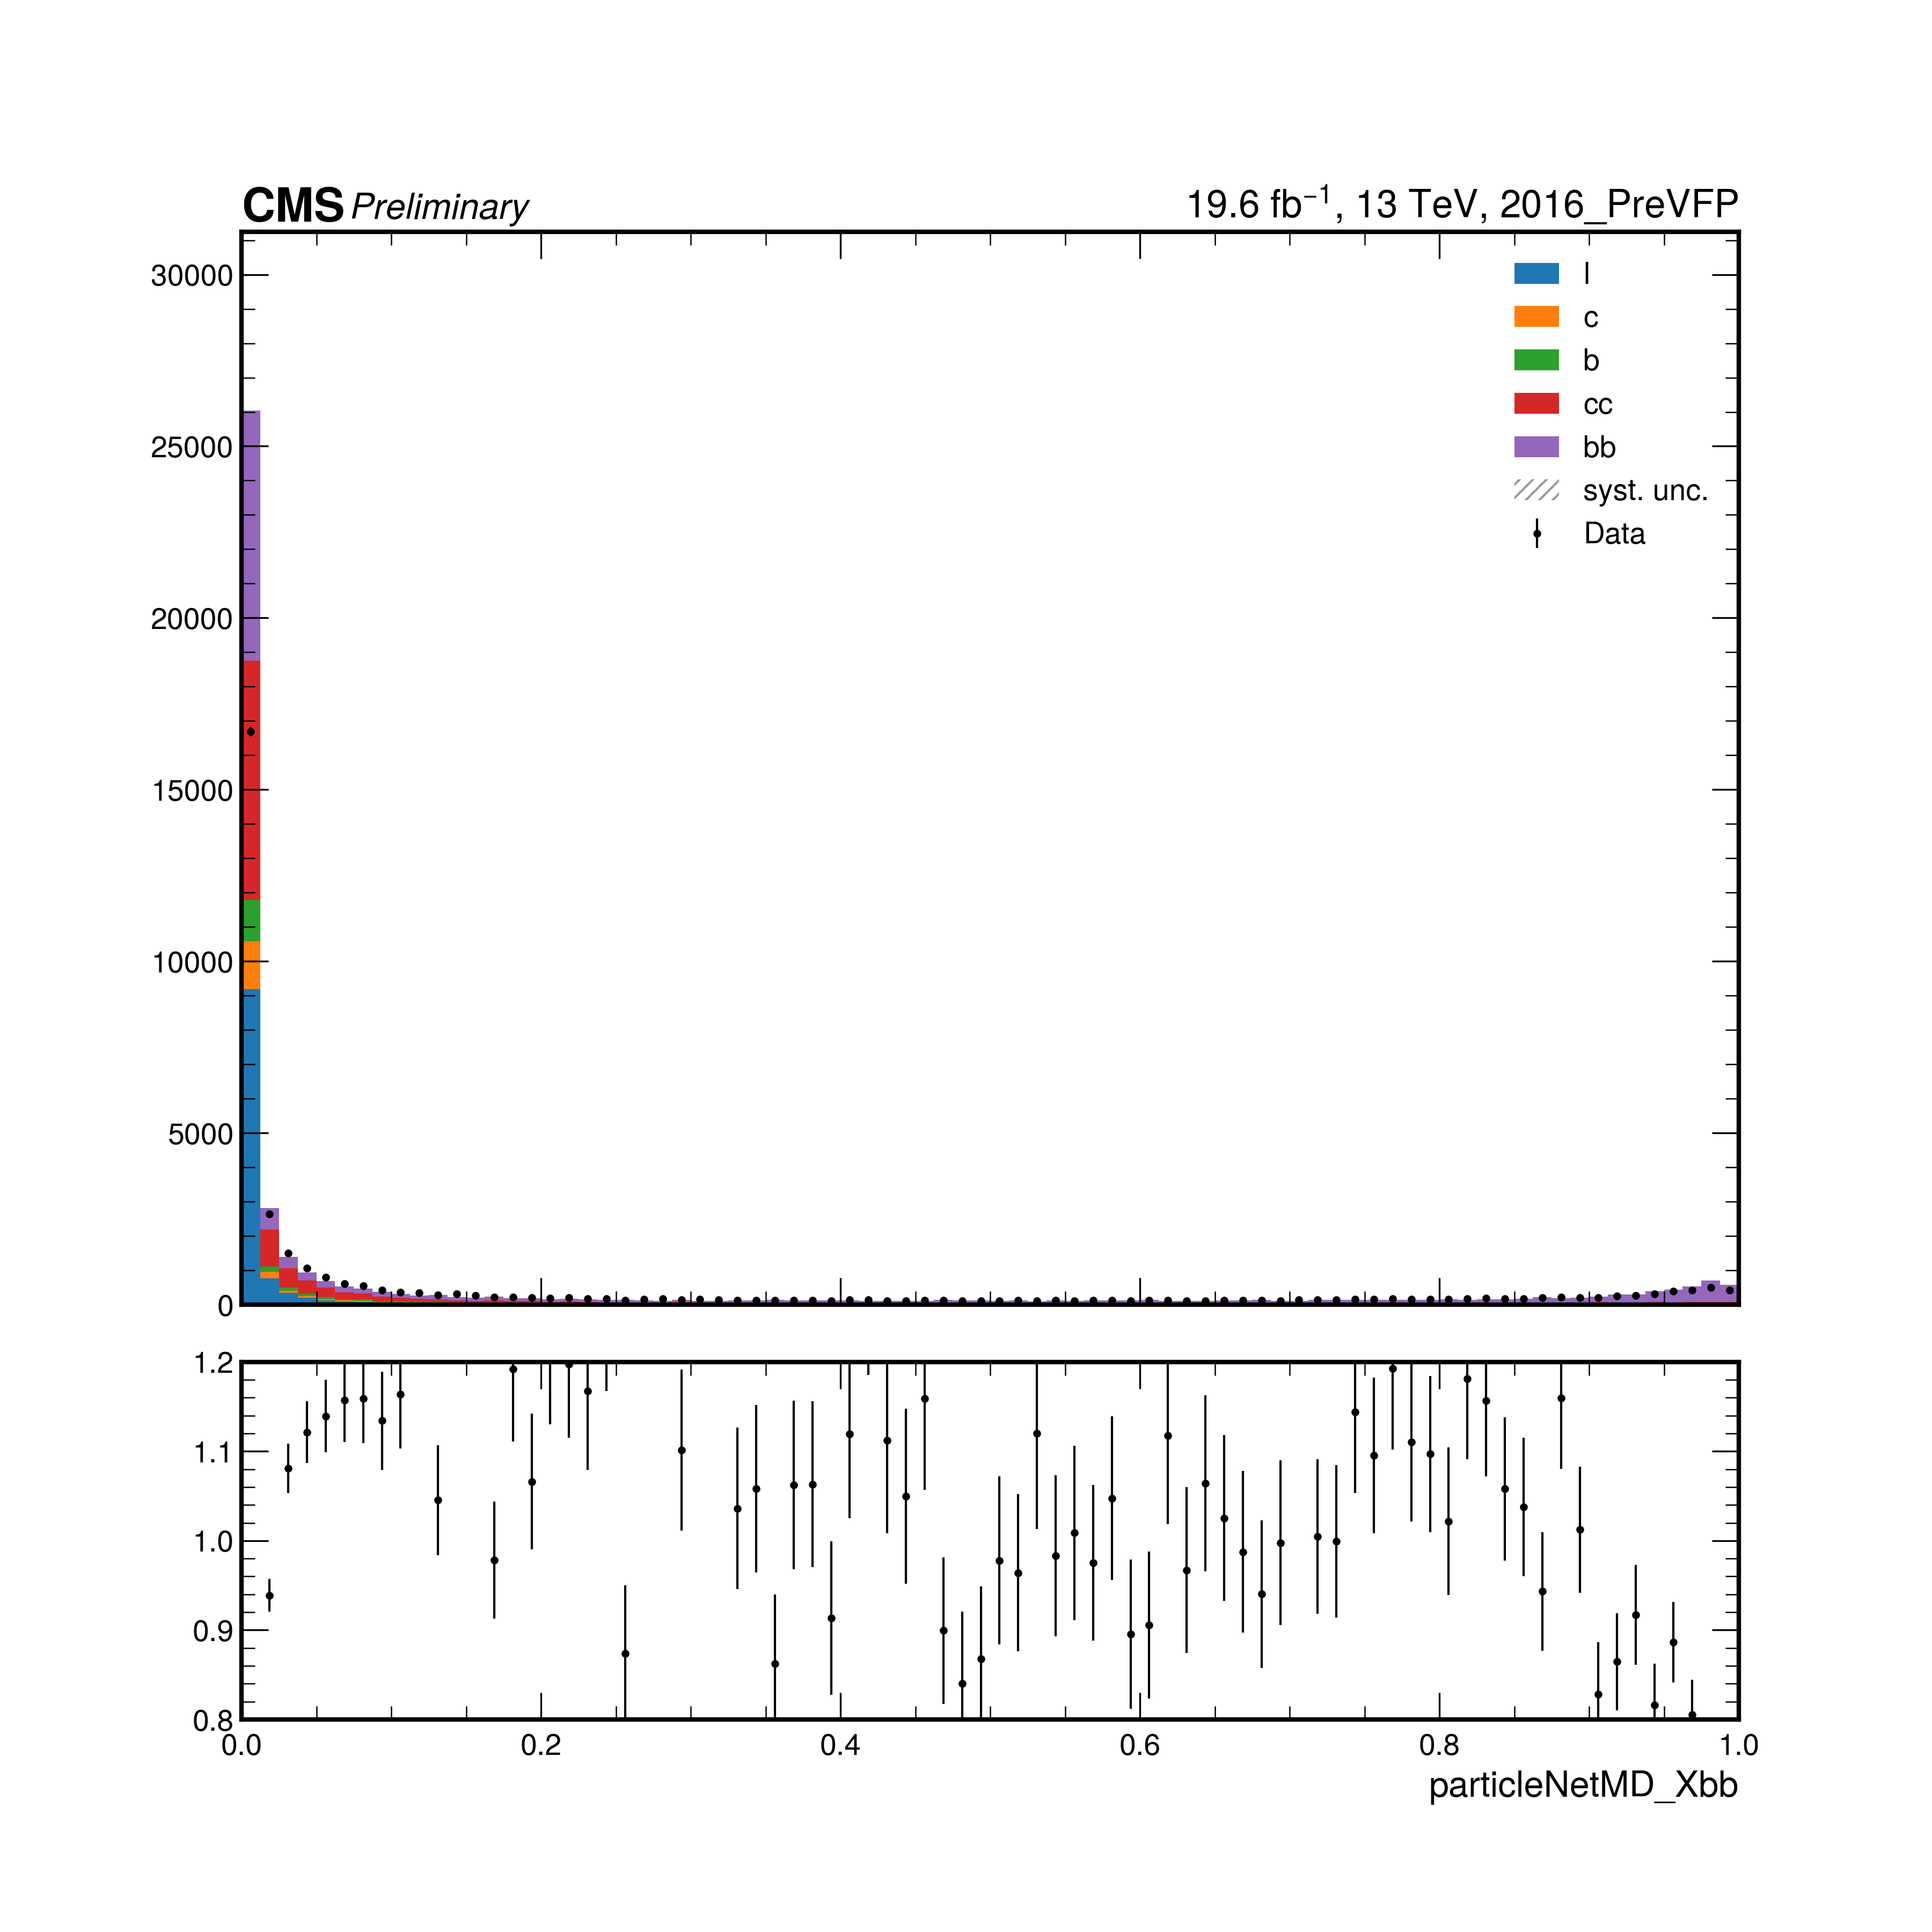 CMS Preliminary 19.6 fb⁻¹, 13 TeV, 2016_PreVFP
30000
25000
20000
15000
10000
5000
0
l
c
b
cc
bb
syst. unc.
Data
1.2
1.1
1.0
0.9
0.8
0.0 0.2 0.4 0.6 0.8 1.0
particleNetMD_Xbb